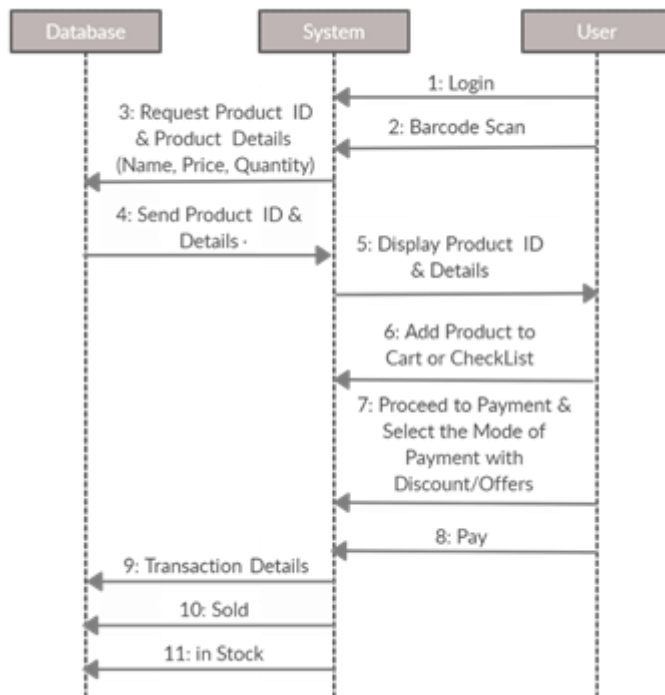 Database
System
User
1: Login
3: Request Product ID
& Product Details
(Name, Price, Quantity)
2: Barcode Scan
4: Send Product ID &
Details
5: Display Product ID
& Details
6: Add Product to
Cart or CheckList
7: Proceed to Payment &
Select the Mode of
Payment with
Discount/Offers
8: Pay
9: Transaction Details
10: Sold
11: in Stock